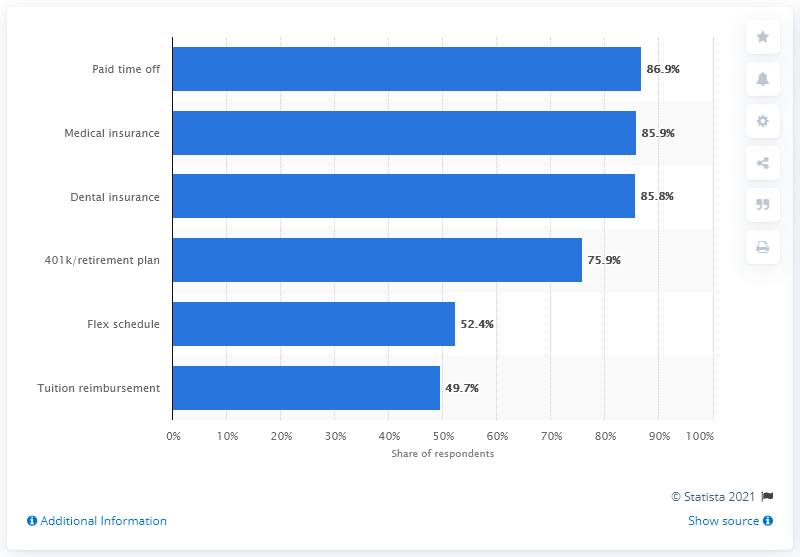 Paid time off 86.9%
Medical insurance 85.9%
Dental insurance 85.8%
401k/retirement plan 75.9%
Flex schedule 52.4%
Tuition reimbursement 49.7%
0% 10% 20% 30% 40% 50% 60% 70% 80% 90% 100%
Share of respondents
© Statista 2021
Additional Information Show source